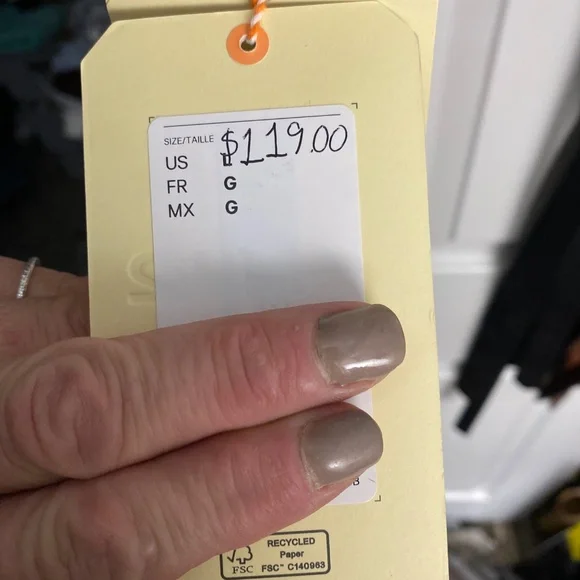 SIZE/TAILLE $119.00
US L
FR G
MX G
B
RECYCLED
Paper
FSC FSC™ C140963